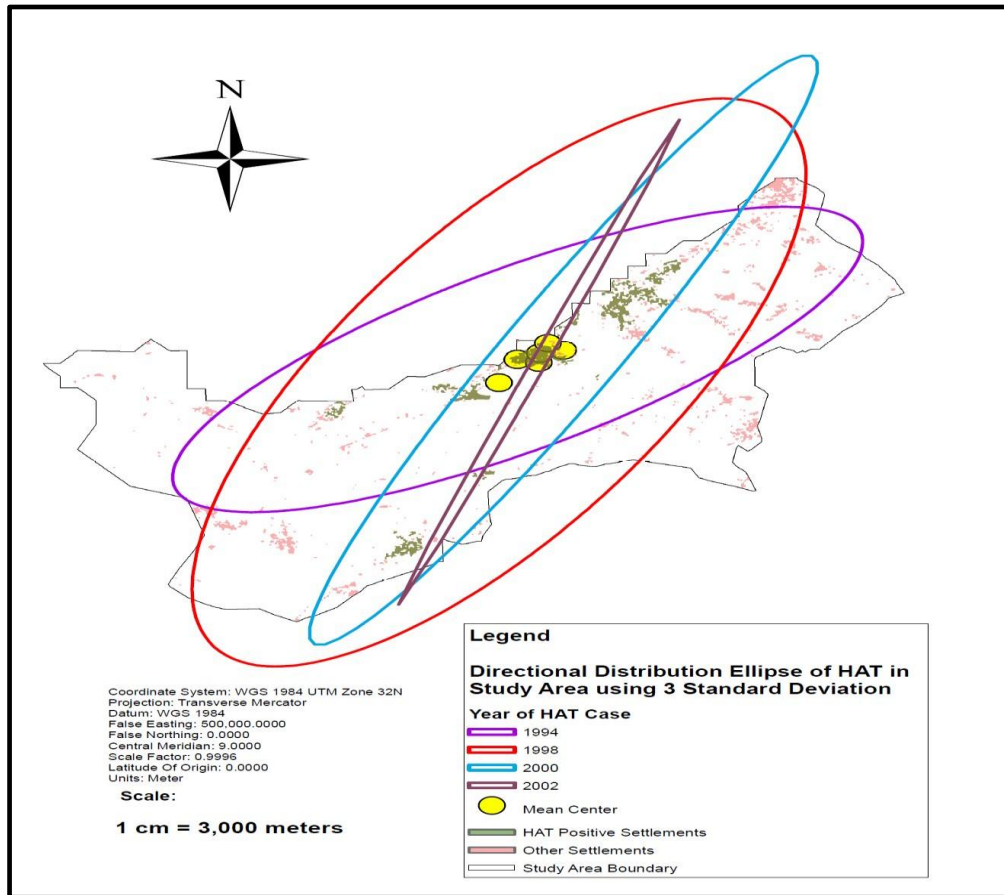 N
Coordinate System: WGS 1984 UTM Zone 32N
Projection: Transverse Mercator
Datum: WGS 1984
False Easting: 500,000.0000
False Northing: 0.0000
Central Meridian: 9.0000
Scale Factor: 0.9996
Latitude Of Origin: 0.0000
Units: Meter
Scale:
1 cm = 3,000 meters
Legend
Directional Distribution Ellipse of HAT in
Study Area using 3 Standard Deviation
Year of HAT Case
1994
1998
2000
2002
Mean Center
HAT Positive Settlements
Other Settlements
Study Area Boundary